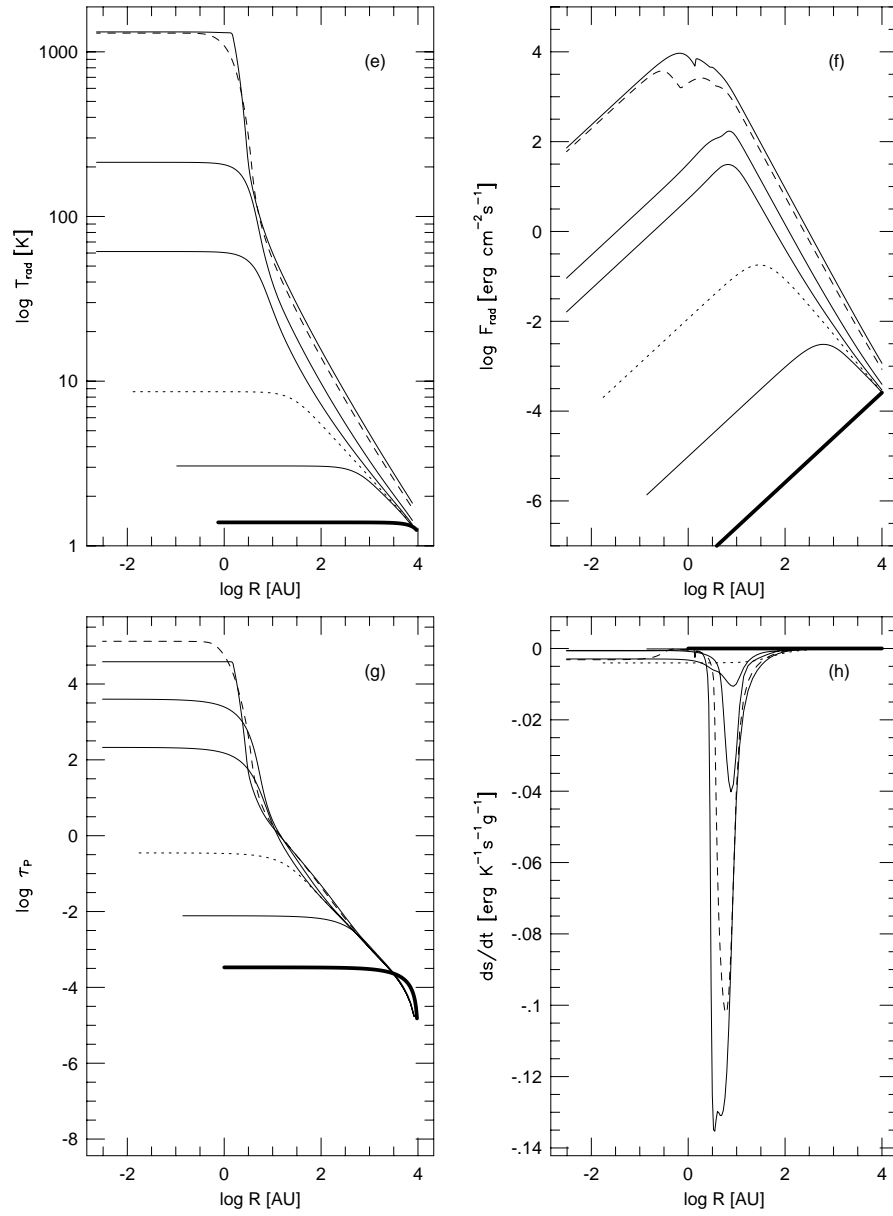 (e)
1000
100
10
1
log T_rad [K]
-2 0 2 4
log R [AU]
(f)
4
2
0
-2
-4
-6
log F_rad [erg cm⁻²s⁻¹]
-2 0 2 4
log R [AU]
(g)
4
2
0
-2
-4
-6
-8
log τ_P
-2 0 2 4
log R [AU]
(h)
0
-.02
-.04
-.06
-.08
-.1
-.12
-.14
ds/dt [erg K⁻¹s⁻¹g⁻¹]
-2 0 2 4
log R [AU]